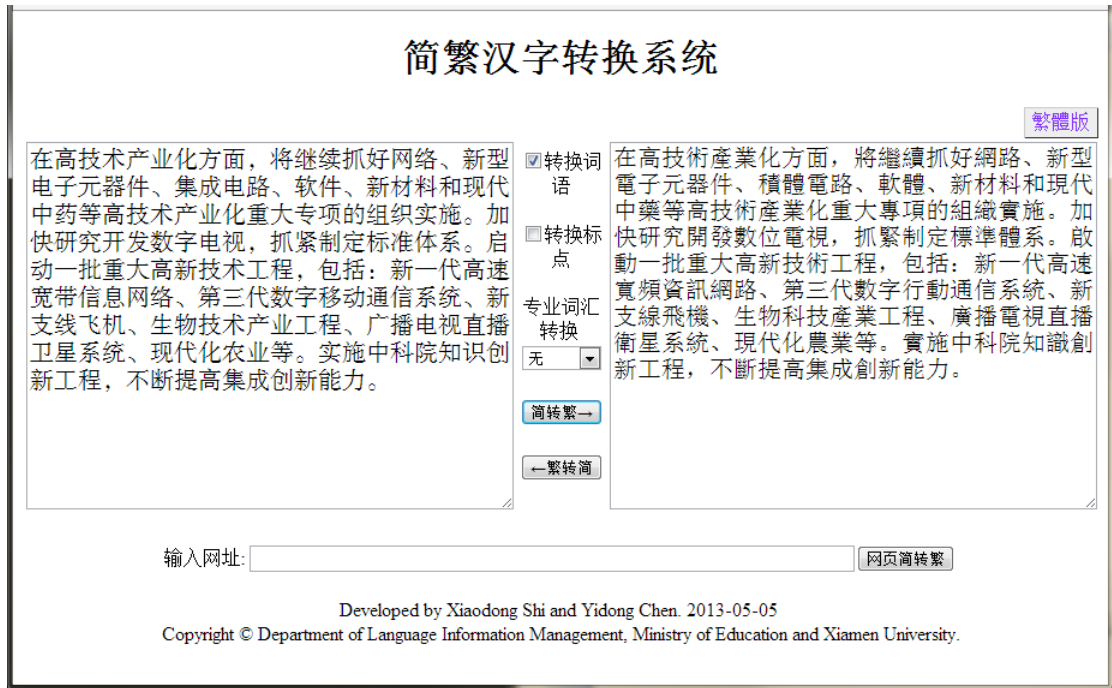 简繁汉字转换系统
繁體版
在高技术产业化方面，将继续抓好网络、新型
电子元器件、集成电路、软件、新材料和现代
中药等高技术产业化重大专项的组织实施。加
快研究开发数字电视，抓紧制定标准体系。启
动一批重大高新技术工程，包括：新一代高速
宽带信息网络、第三代数字移动通信系统、新
支线飞机、生物技术产业工程、广播电视直播
卫星系统、现代化农业等。实施中科院知识创
新工程，不断提高集成创新能力。
转换词
语
转换标
点
专业词汇
转换
无
简转繁→
←繁转简
在高技術產業化方面，將繼續抓好網路、新型
電子元器件、積體電路、軟體、新材料和現代
中藥等高技術產業化重大專項的組織實施。加
快研究開發數位電視，抓緊制定標準體系。啟
動一批重大高新技術工程，包括：新一代高速
寬頻資訊網路、第三代數字行動通信系統、新
支線飛機、生物科技產業工程、廣播電視直播
衛星系統、現代化農業等。實施中科院知識創
新工程，不斷提高集成創新能力。
输入网址:
网页简转繁
Developed by Xiaodong Shi and Yidong Chen. 2013-05-05
Copyright © Department of Language Information Management, Ministry of Education and Xiamen University.